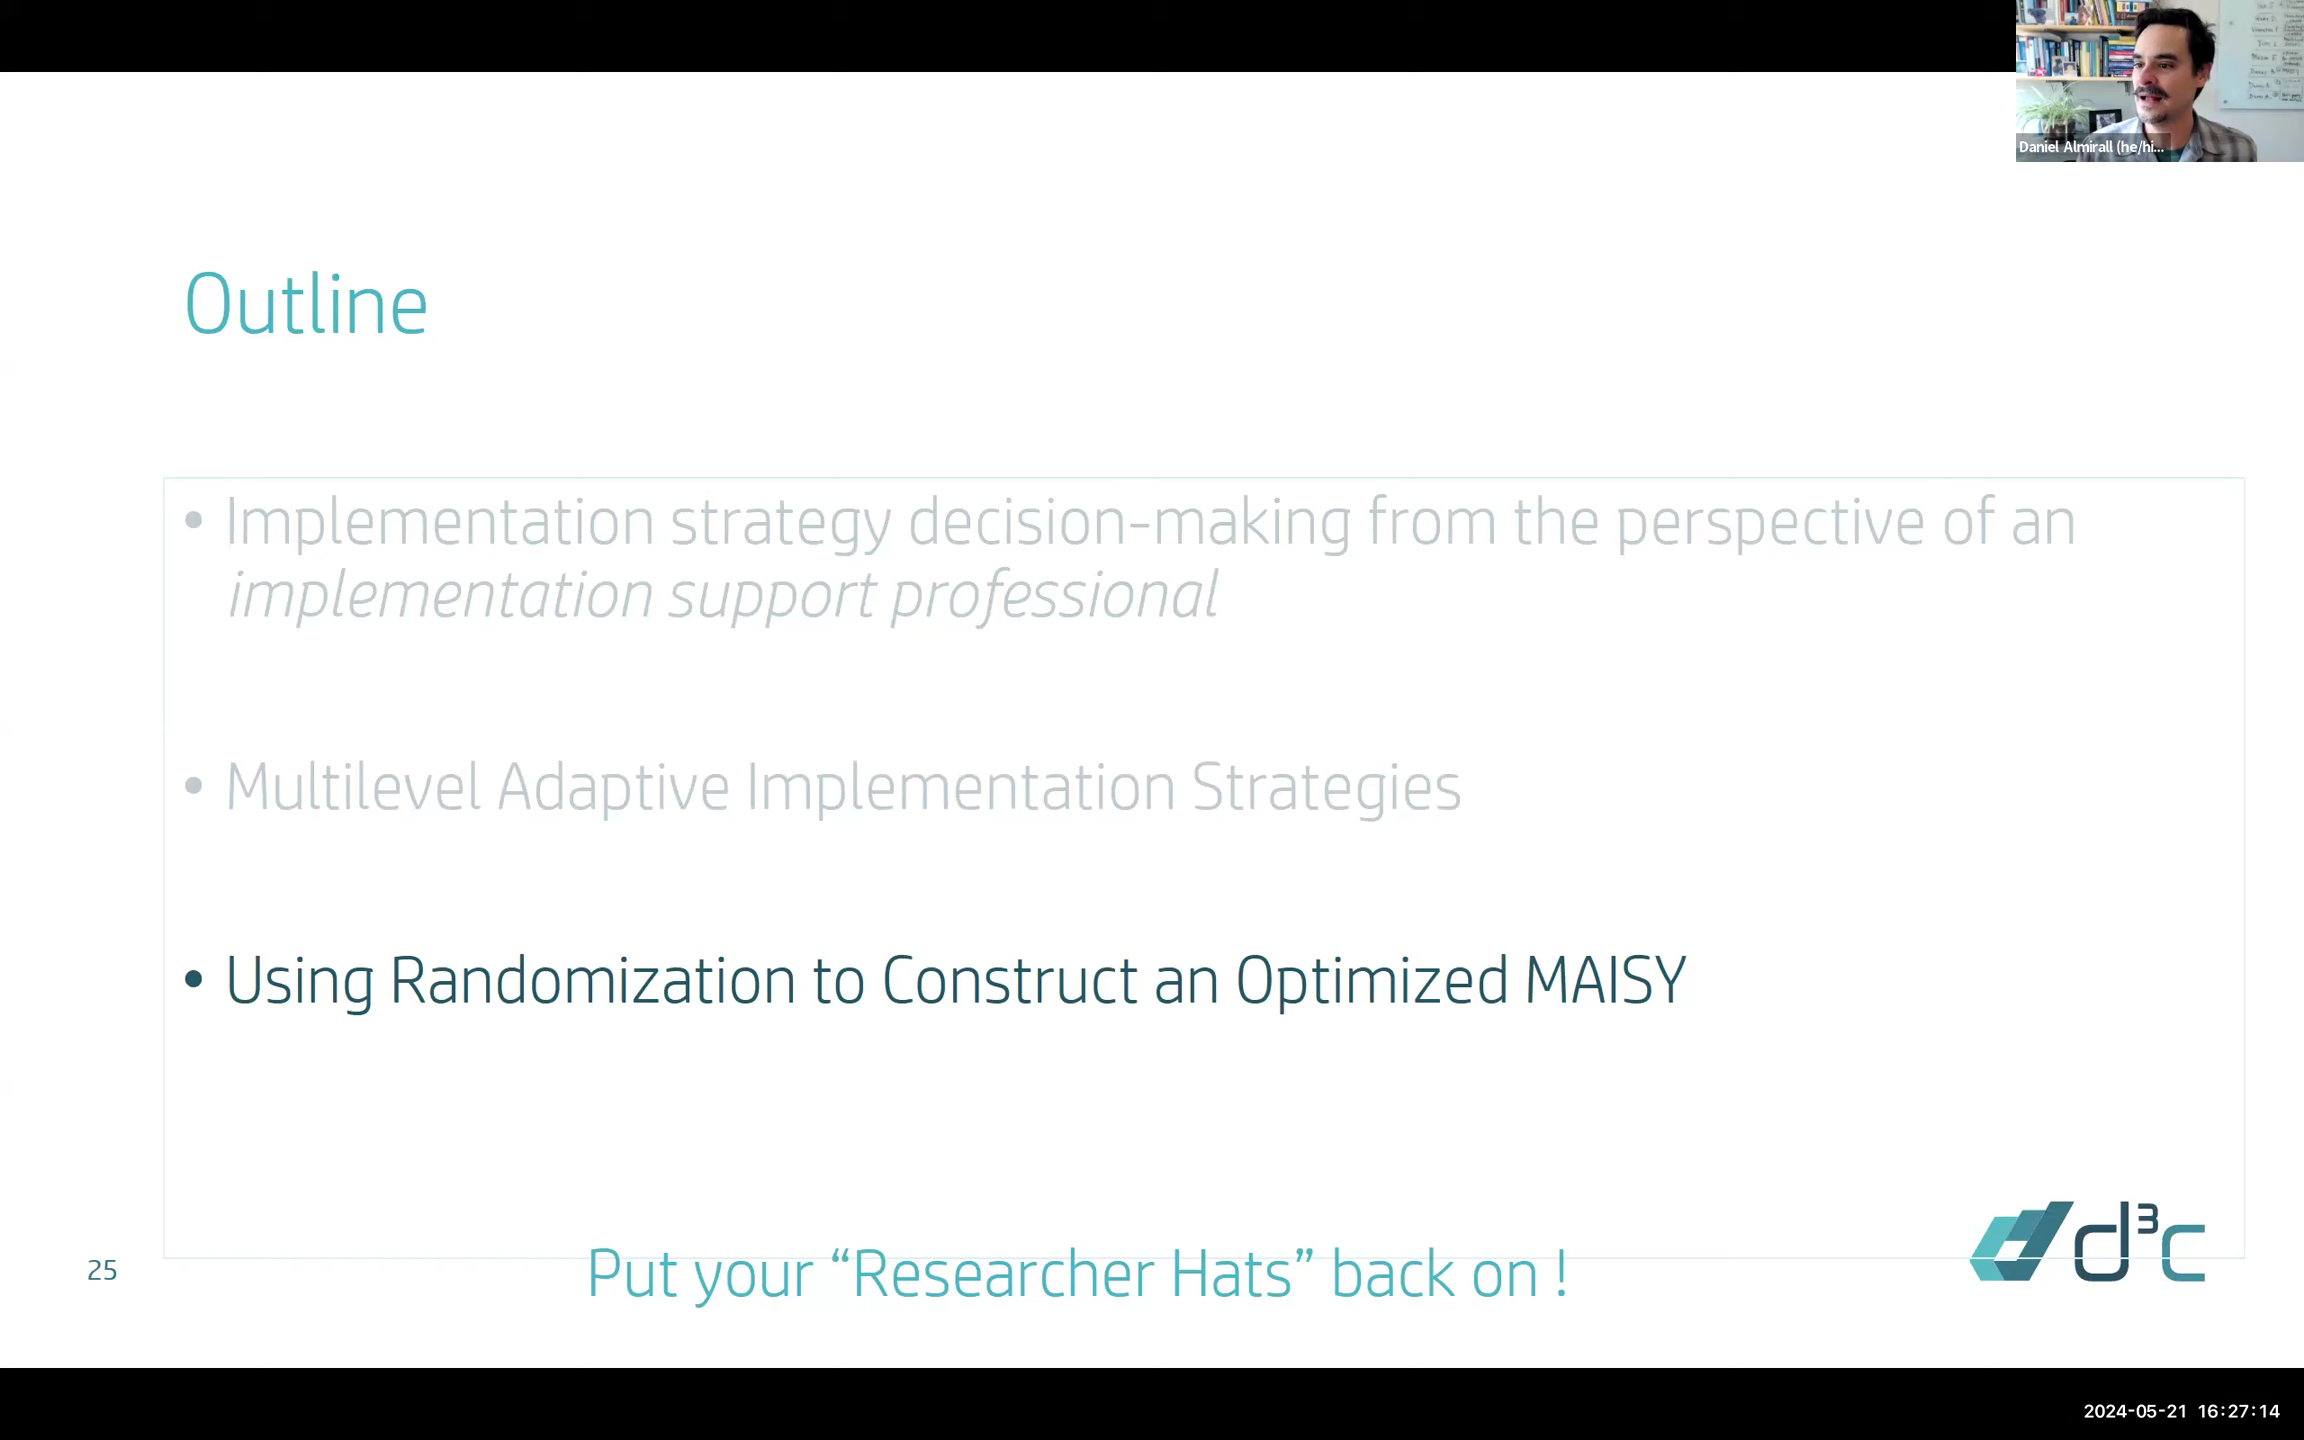 Daniel Almirall (he/hi...
Outline
• Implementation strategy decision-making from the perspective of an
implementation support professional
• Multilevel Adaptive Implementation Strategies
• Using Randomization to Construct an Optimized MAISY
d³c
25
Put your “Researcher Hats” back on !
2024-05-21 16:27:14